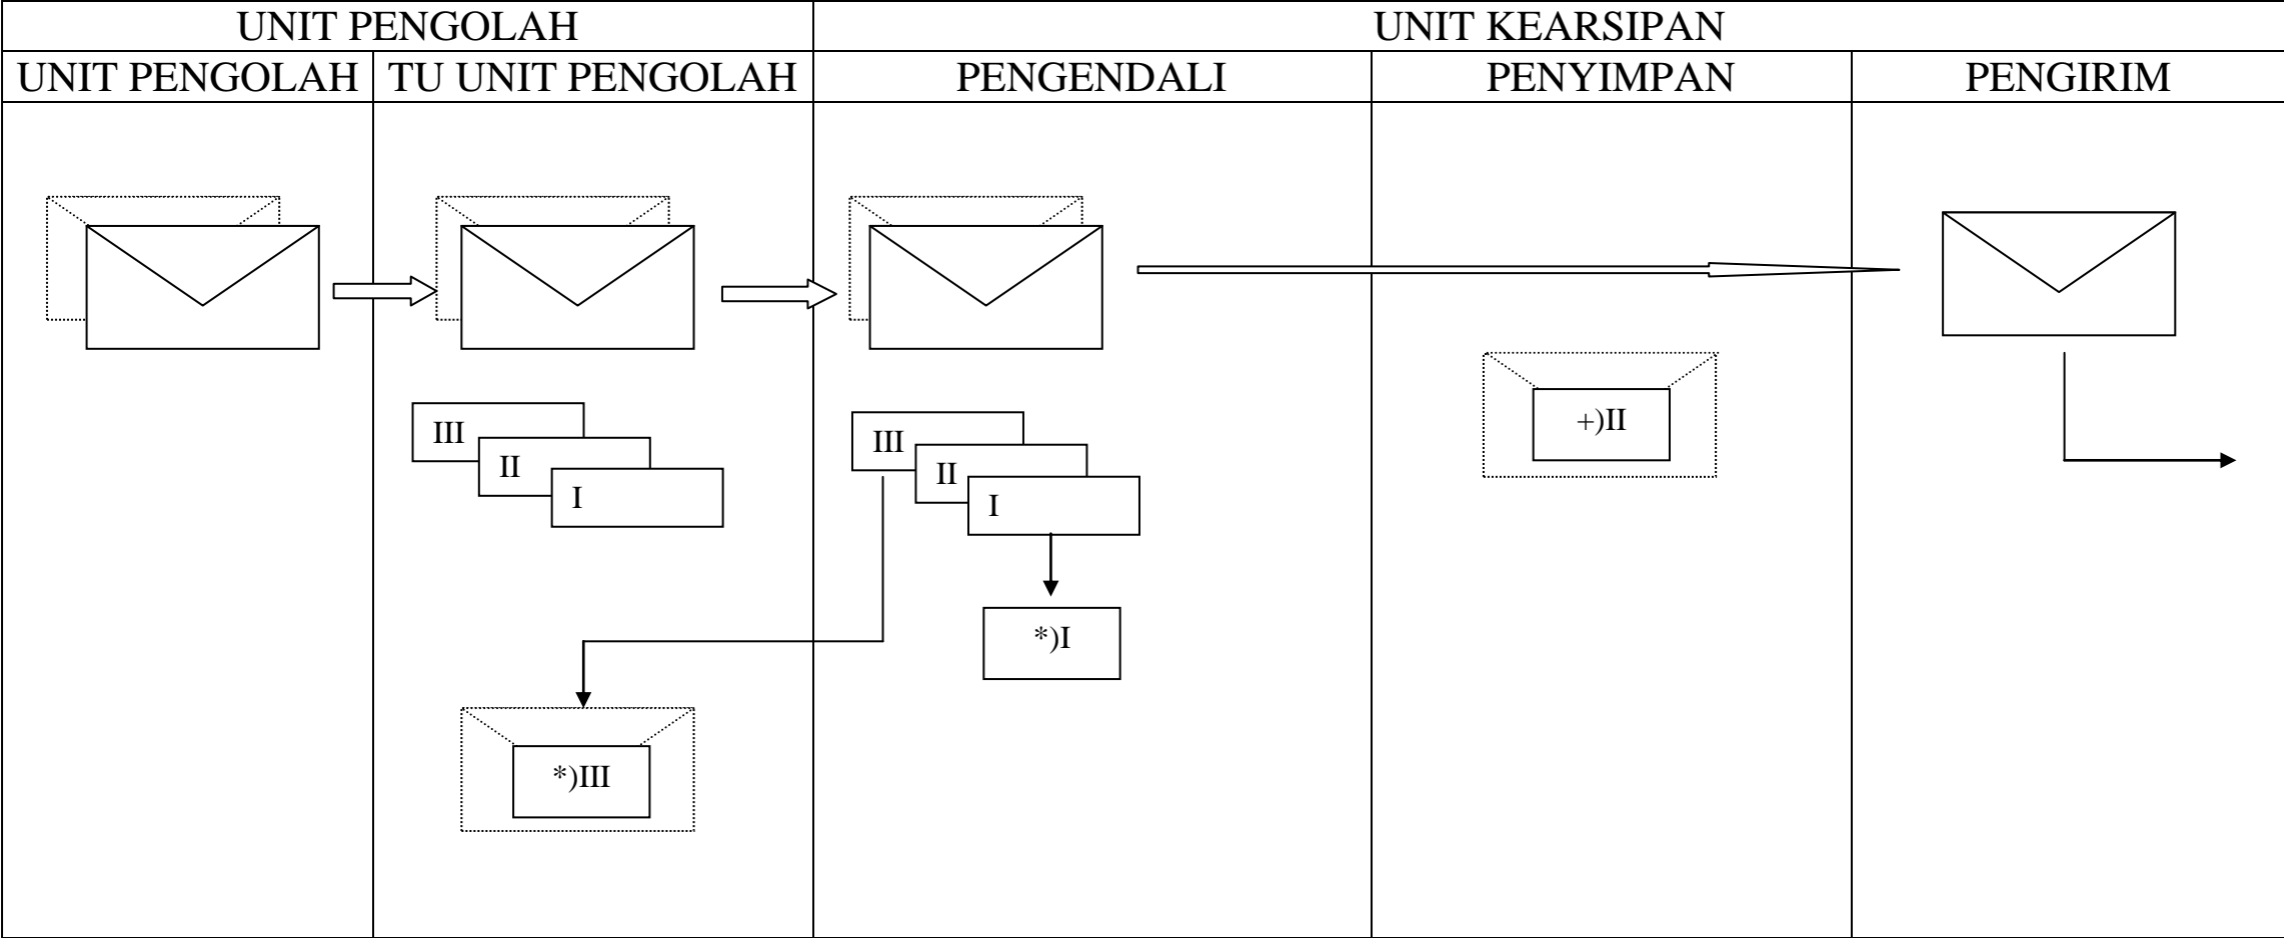 UNIT PENGOLAH
UNIT KEARSIPAN
UNIT PENGOLAH
TU UNIT PENGOLAH
PENGENDALI
PENYIMPAN
PENGIRIM
III
II
I
III
II
I
+)II
*)I
*)III